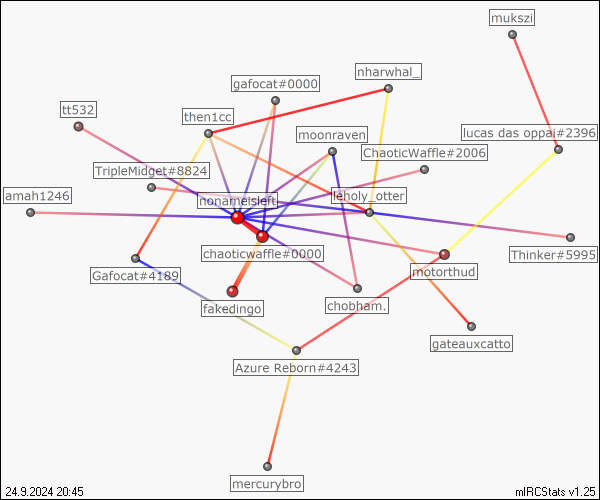 mukszi
gafocat#0000
nharwhal_
tt532
then1cc
moonraven
lucas das oppai#2396
ChaoticWaffle#2006
TripleMidget#8824
amah1246
nonameisleft
leholy_otter
chaoticwaffle#0000
Thinker#5995
Gafocat#4189
motorthud
fakedingo
chobham.
gateauxcatto
Azure Reborn#4243
mercurybro
24.9.2024 20:45
mIRCStats v1.25